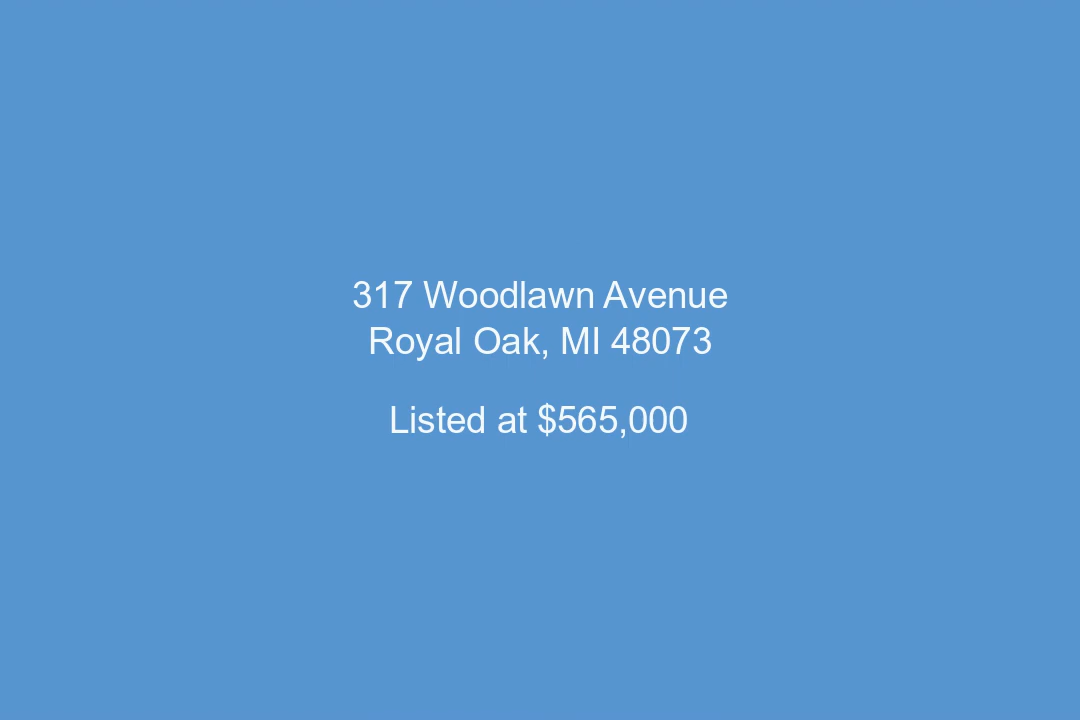 317 Woodlawn Avenue
Royal Oak, MI 48073
Listed at $565,000